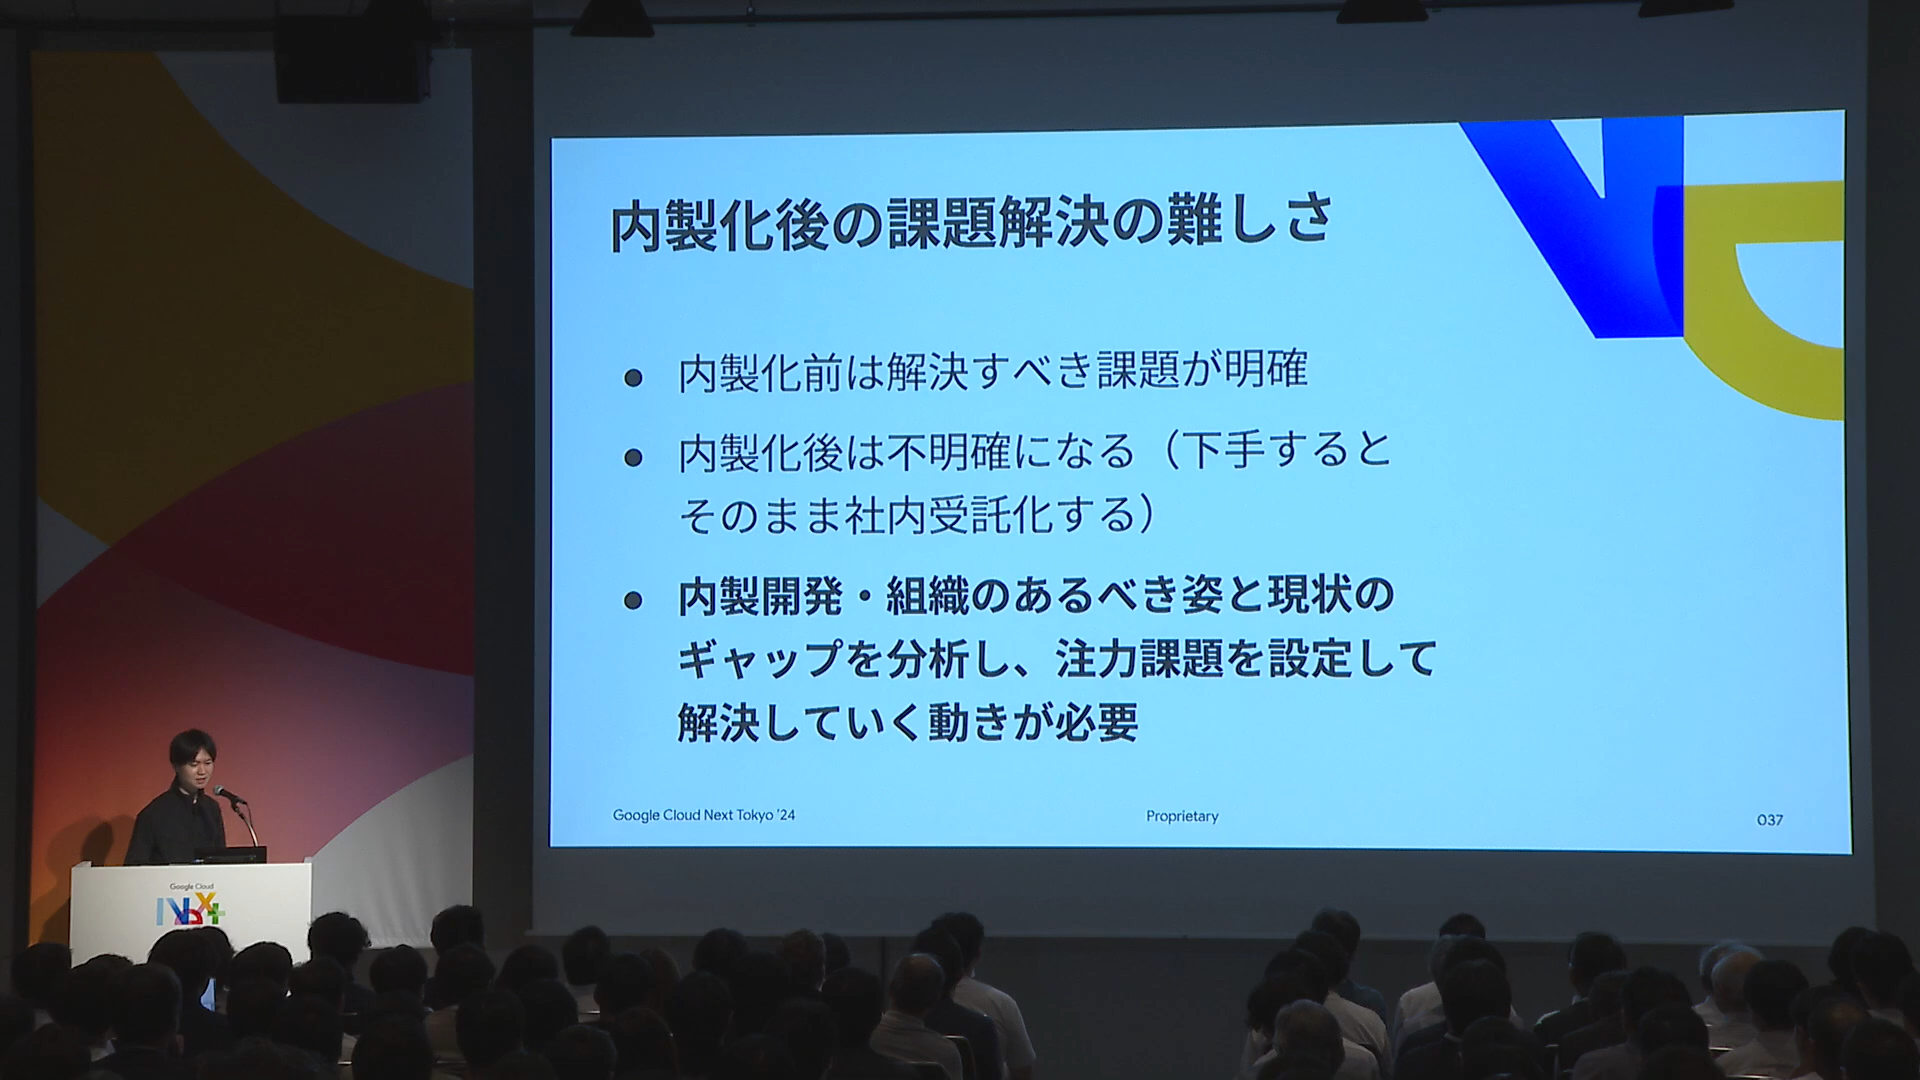 内製化後の課題解決の難しさ
● 内製化前は解決すべき課題が明確
● 内製化後は不明確になる（下手すると
そのまま社内受託化する）
● 内製開発・組織のあるべき姿と現状の
ギャップを分析し、注力課題を設定して
解決していく動きが必要
Google Cloud Next Tokyo '24
Proprietary
037
Google Cloud
Next